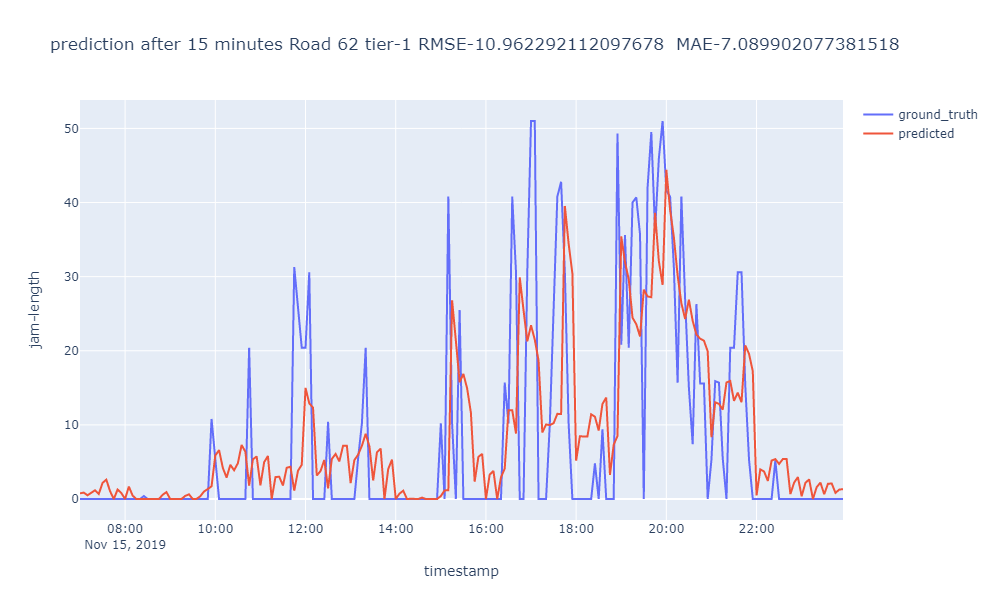 prediction after 15 minutes Road 62 tier-1 RMSE-10.962292112097678  MAE-7.089902077381518
ground_truth
predicted
jam-length
50
40
30
20
10
0
08:00 10:00 12:00 14:00 16:00 18:00 20:00 22:00
Nov 15, 2019
timestamp